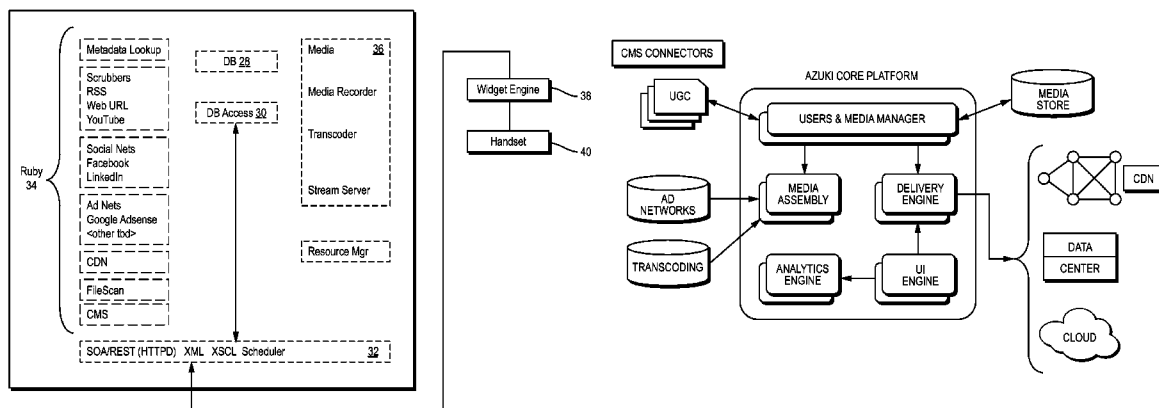 Metadata Lookup
Scrubbers
RSS
Web URL
YouTube
Social Nets
Facebook
LinkedIn
Ad Nets
Google Adsense
<other tbd>
CDN
FileScan
CMS
Ruby
34
DB 28
DB Access 30
Media 36
Media Recorder
Transcoder
Stream Server
Resource Mgr
SOA/REST (HTTPD) XML XSCL Scheduler 32
Widget Engine
38
Handset
40
CMS CONNECTORS
UGC
AZUKI CORE PLATFORM
USERS & MEDIA MANAGER
MEDIA
STORE
AD
NETWORKS
MEDIA
ASSEMBLY
DELIVERY
ENGINE
TRANSCODING
ANALYTICS
ENGINE
UI
ENGINE
CDN
DATA
CENTER
CLOUD